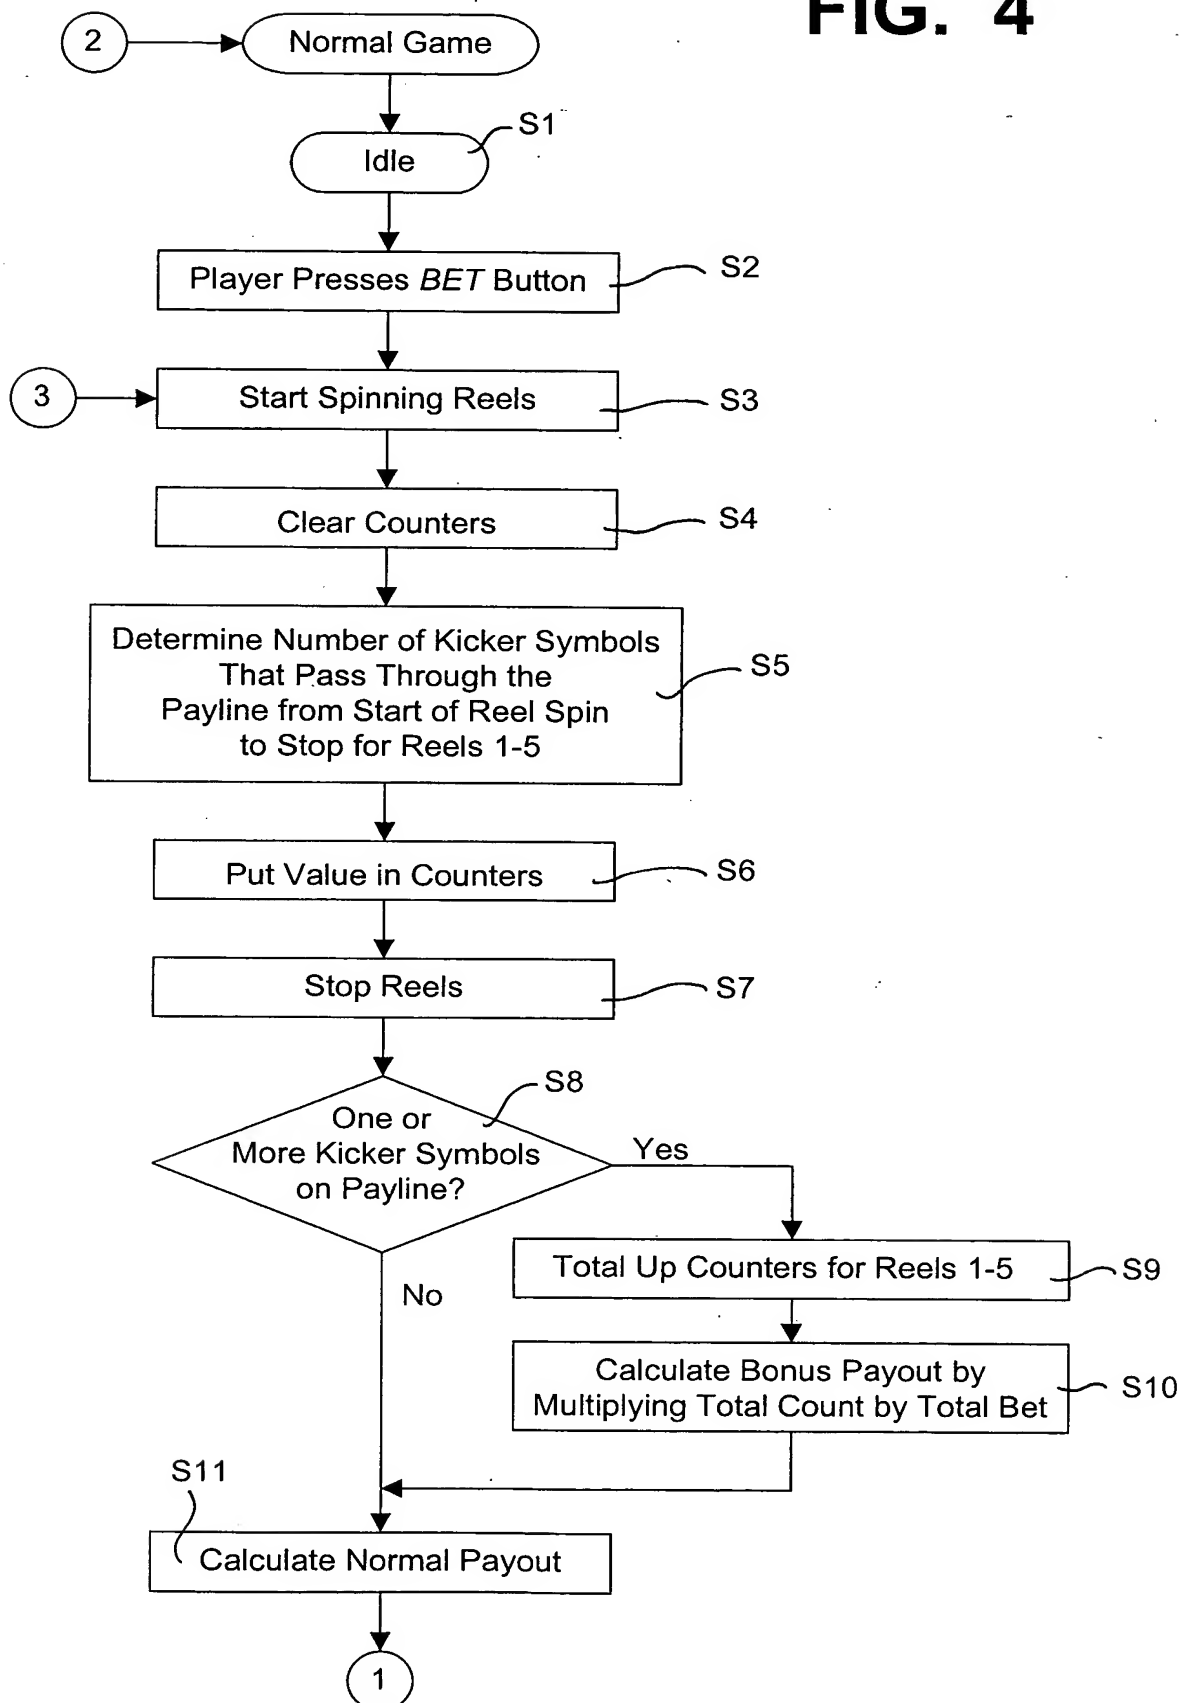 FIG. 4
2
Normal Game
S1
Idle
S2
Player Presses BET Button
3
Start Spinning Reels
S3
Clear Counters
S4
Determine Number of Kicker Symbols
That Pass Through the
Payline from Start of Reel Spin
to Stop for Reels 1-5
S5
Put Value in Counters
S6
Stop Reels
S7
S8
One or
More Kicker Symbols
on Payline?
Yes
No
Total Up Counters for Reels 1-5
S9
Calculate Bonus Payout by
Multiplying Total Count by Total Bet
S10
S11
Calculate Normal Payout
1